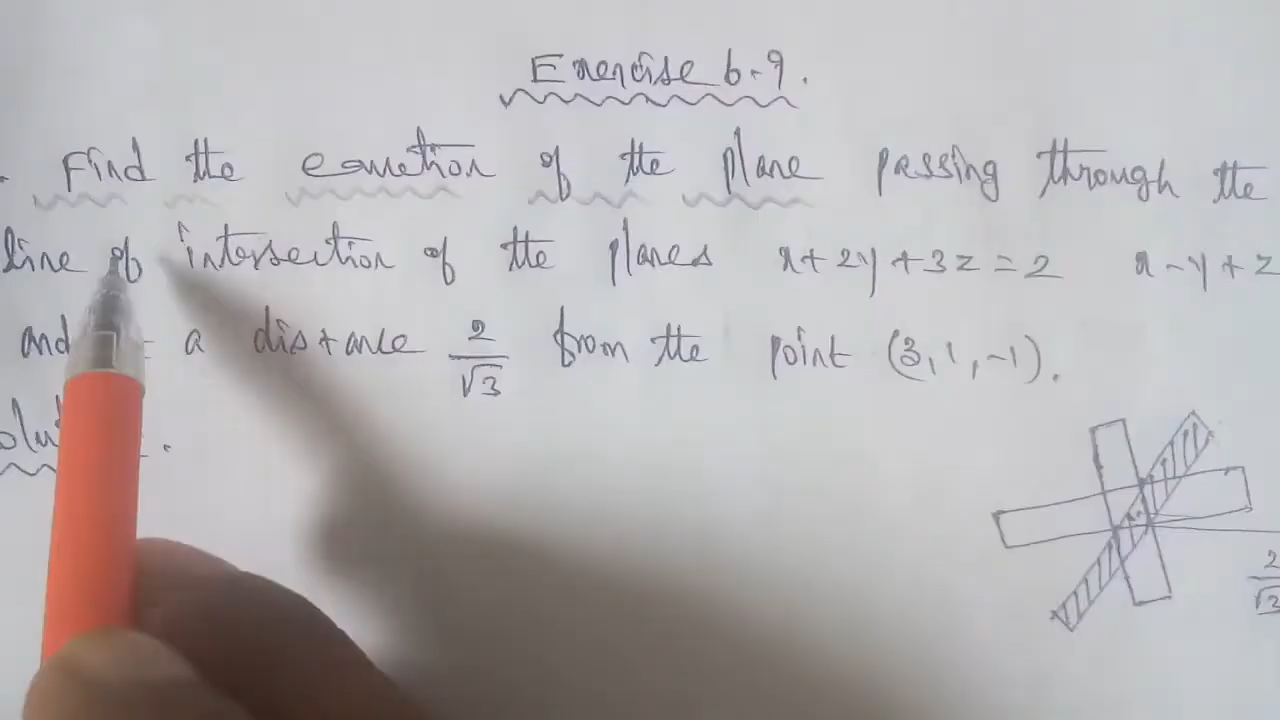 Exercise 6.9.
Find the equation of the plane passing through the
line of intersection of the planes x+2y+3z=2 x-y+z
and a distance 2/√3 from the point (3,1,-1).
2/√3